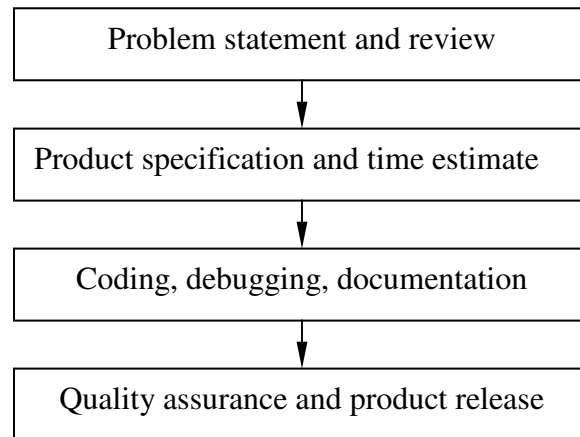 Problem statement and review
Product specification and time estimate
Coding, debugging, documentation
Quality assurance and product release